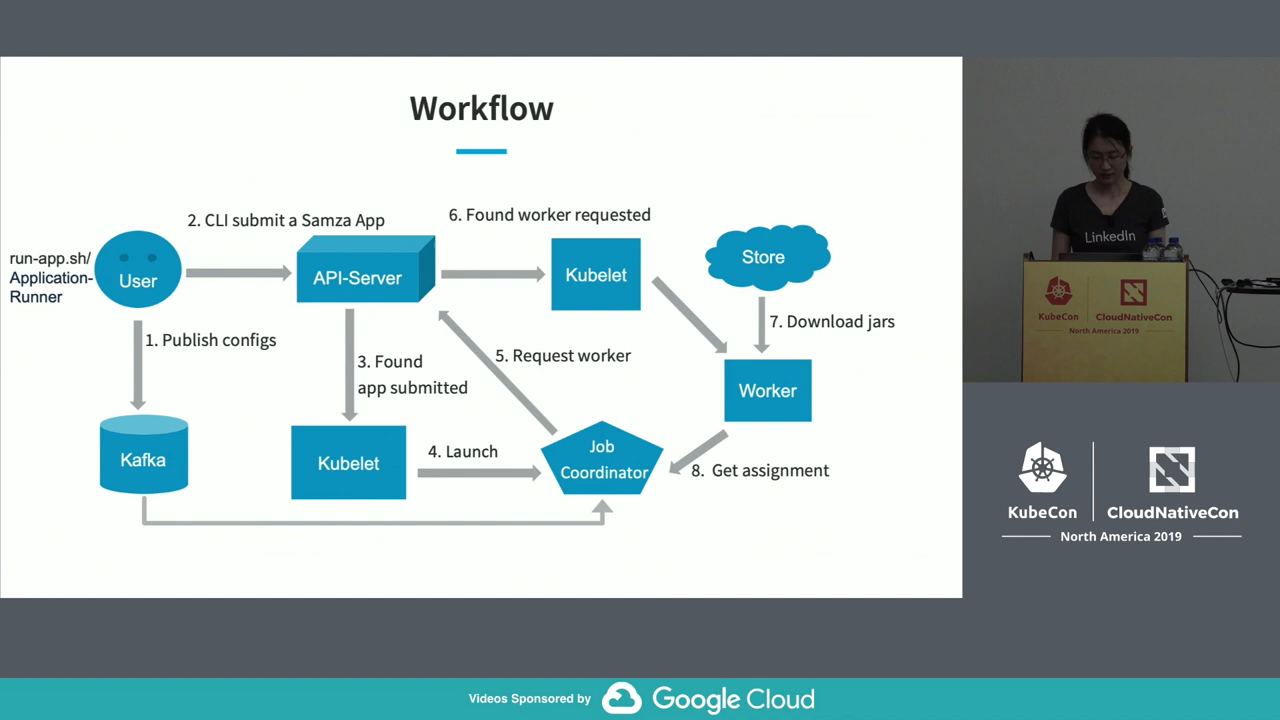 Workflow
2. CLI submit a Samza App
6. Found worker requested
run-app.sh/
Application-
Runner
User
API-Server
Kubelet
Store
1. Publish configs
3. Found
app submitted
5. Request worker
7. Download jars
Worker
Kafka
Kubelet
4. Launch
Job
Coordinator
8. Get assignment
LinkedIn
KubeCon
CloudNativeCon
North America 2019
KubeCon
CloudNativeCon
North America 2019
Videos Sponsored by
Google Cloud